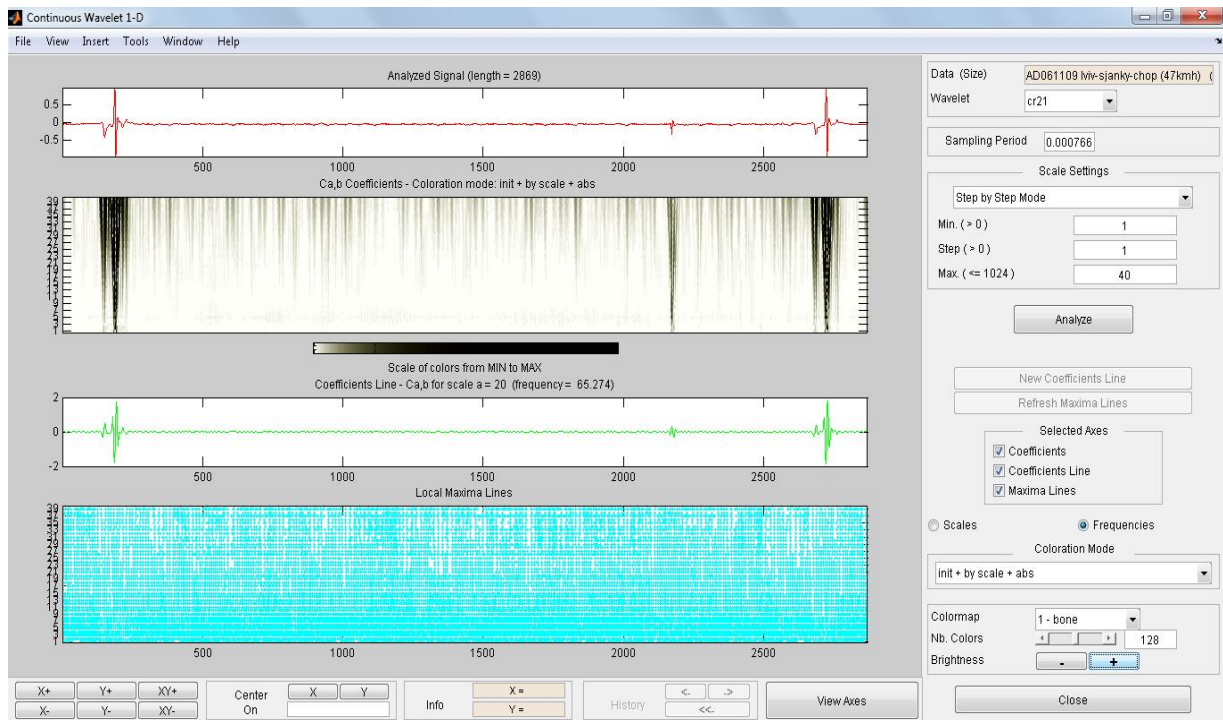 Continuous Wavelet 1-D
File View Insert Tools Window Help
Analyzed Signal (length = 2869)
0.5
0
-0.5
500 1000 1500 2000 2500
Ca,b Coefficients - Coloration mode: init + by scale + abs
39
1
Scale of colors from MIN to MAX
Coefficients Line - Ca,b for scale a = 20 (frequency = 65.274)
2
0
-2
500 1000 1500 2000 2500
Local Maxima Lines
39
1
500 1000 1500 2000 2500
Data (Size) AD061109 lviv-sjanky-chop (47kmh) (
Wavelet cr21
Sampling Period 0.000766
Scale Settings
Step by Step Mode
Min. ( > 0 ) 1
Step ( > 0 ) 1
Max. ( <= 1024 ) 40
Analyze
New Coefficients Line
Refresh Maxima Lines
Selected Axes
Coefficients
Coefficients Line
Maxima Lines
Scales Frequencies
Coloration Mode
init + by scale + abs
Colormap 1 - bone
Nb. Colors 128
Brightness - +
X+ Y+ XY+
X- Y- XY-
Center On X Y
Info X = Y =
History <- -> <<-
View Axes
Close